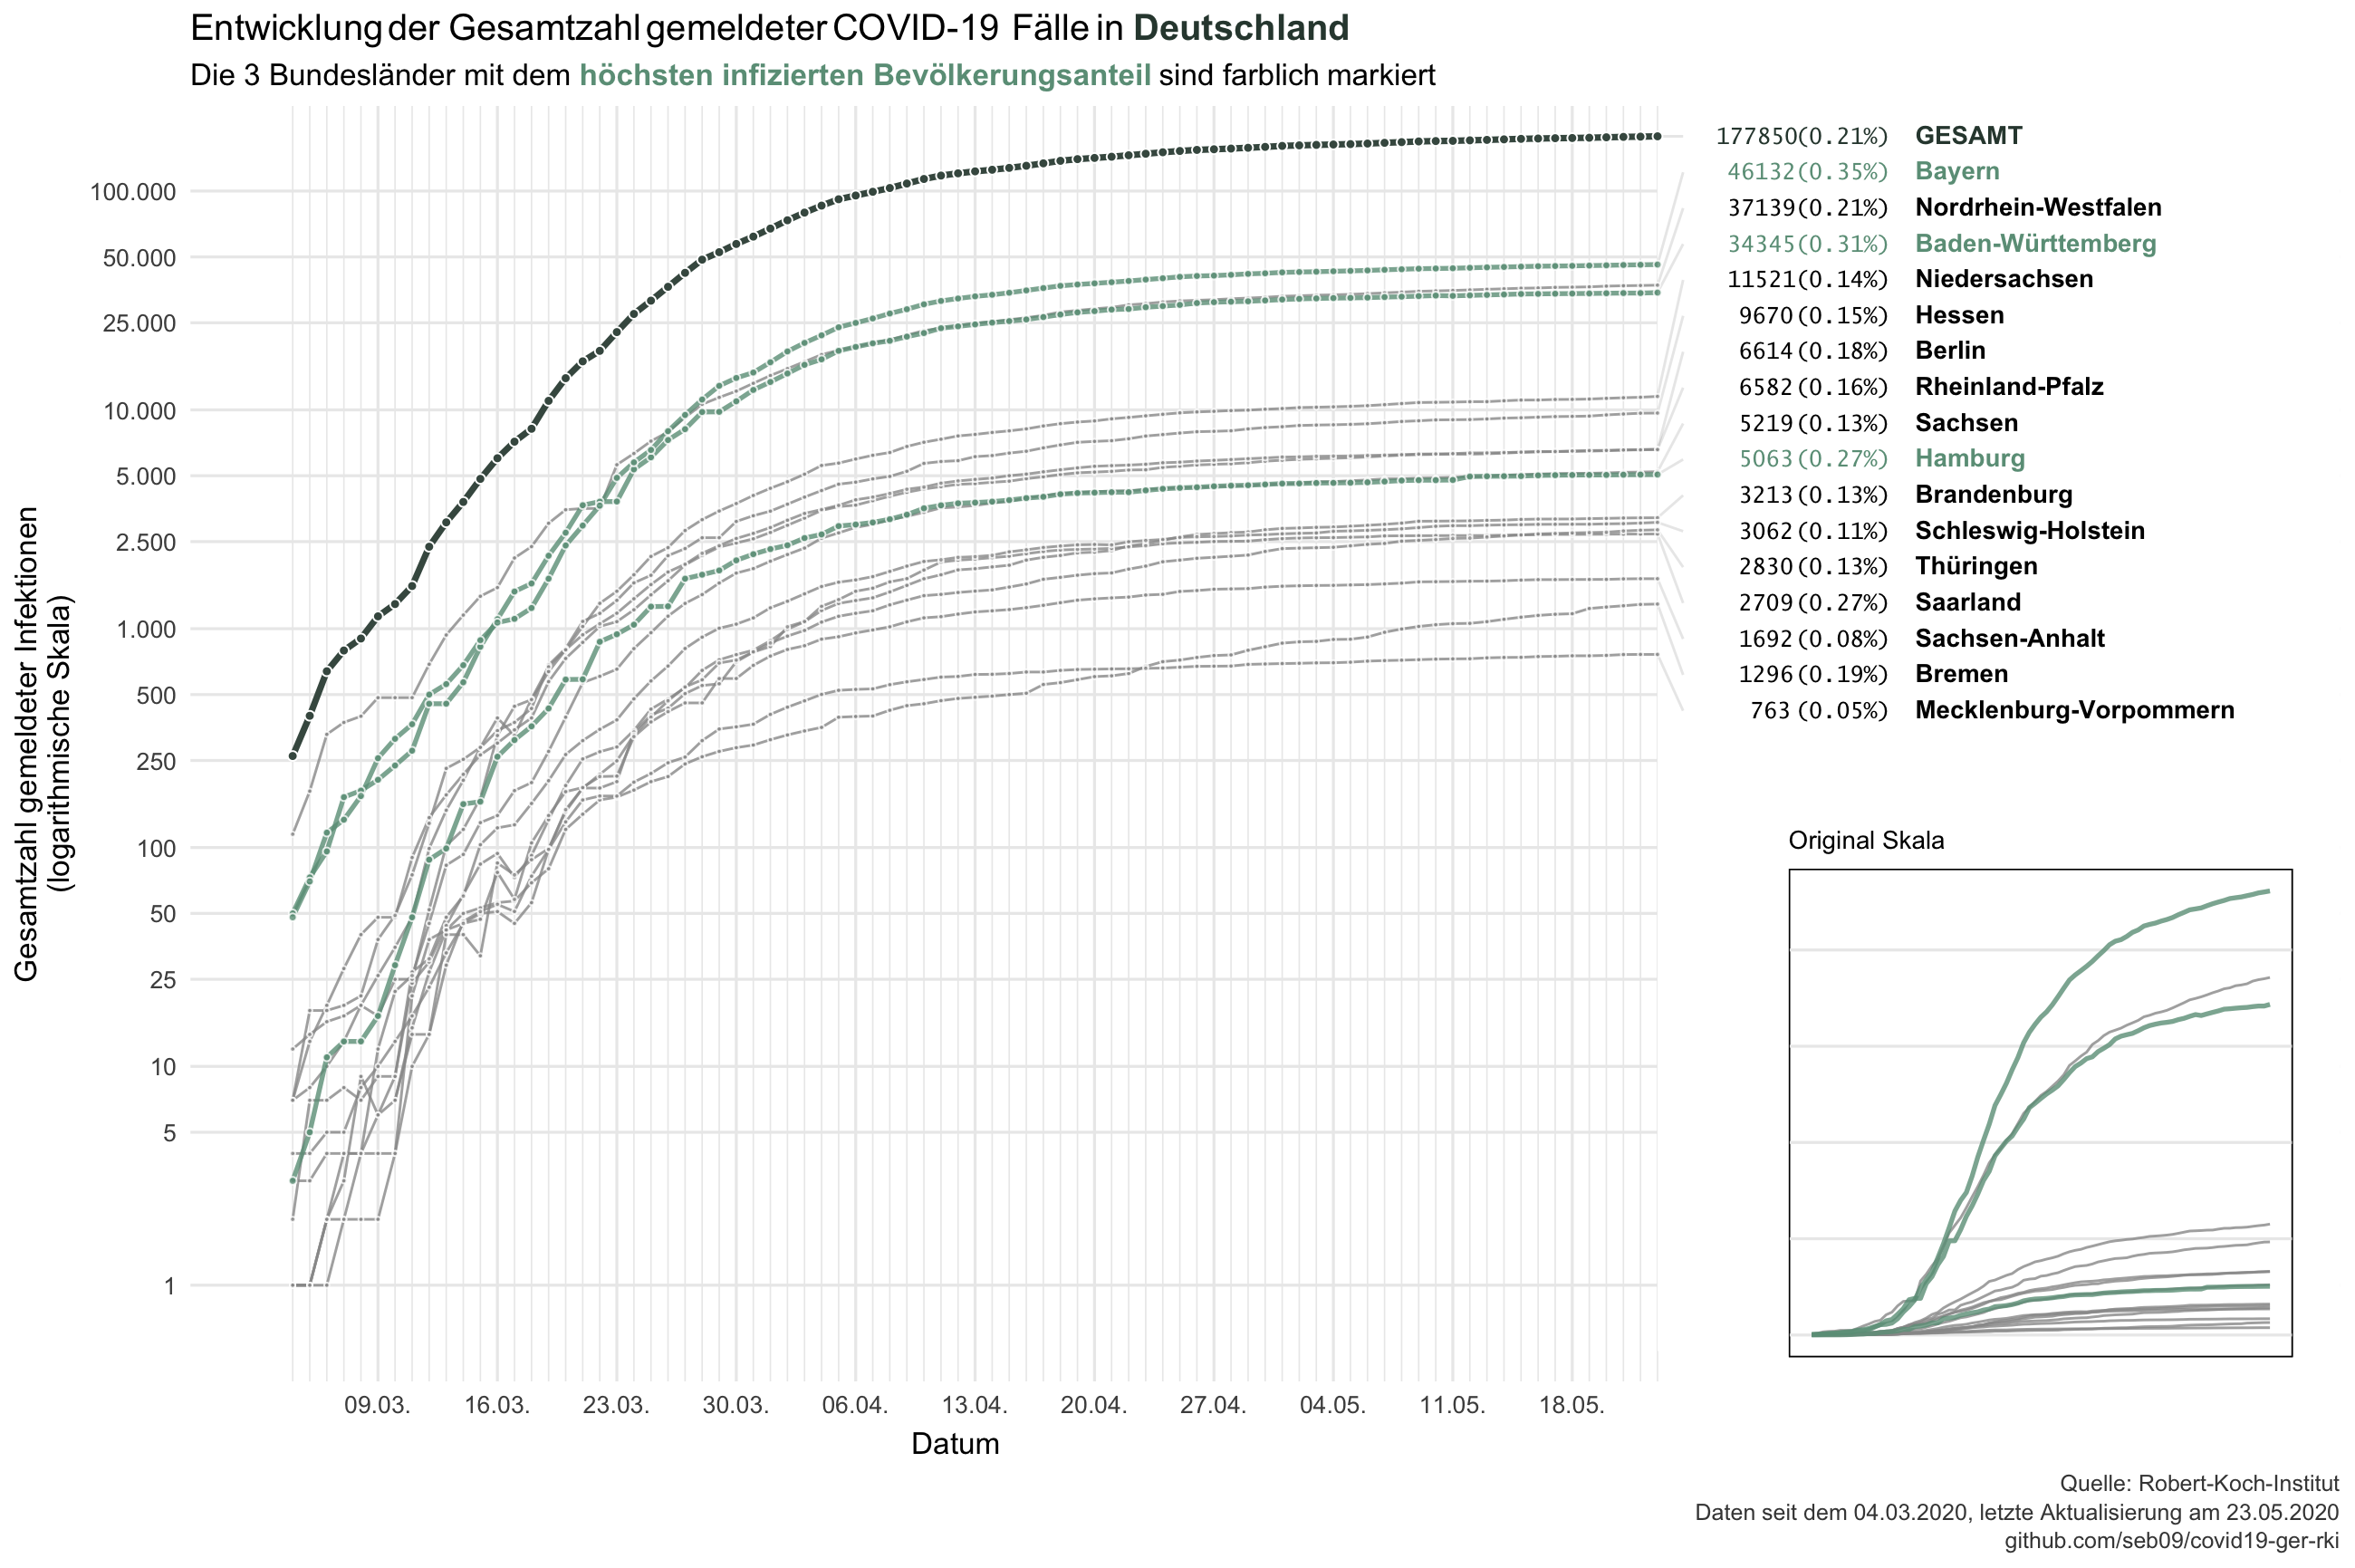 Entwicklung der Gesamtzahl gemeldeter COVID-19 Fälle in Deutschland
Die 3 Bundesländer mit dem höchsten infizierten Bevölkerungsanteil sind farblich markiert
Gesamtzahl gemeldeter Infektionen
(logarithmische Skala)
100.000
50.000
25.000
10.000
5.000
2.500
1.000
500
250
100
50
25
10
5
1
09.03. 16.03. 23.03. 30.03. 06.04. 13.04. 20.04. 27.04. 04.05. 11.05. 18.05.
Datum
177850(0.21%) GESAMT
46132(0.35%) Bayern
37139(0.21%) Nordrhein-Westfalen
34345(0.31%) Baden-Württemberg
11521(0.14%) Niedersachsen
9670(0.15%) Hessen
6614(0.18%) Berlin
6582(0.16%) Rheinland-Pfalz
5219(0.13%) Sachsen
5063(0.27%) Hamburg
3213(0.13%) Brandenburg
3062(0.11%) Schleswig-Holstein
2830(0.13%) Thüringen
2709(0.27%) Saarland
1692(0.08%) Sachsen-Anhalt
1296(0.19%) Bremen
763 (0.05%) Mecklenburg-Vorpommern
Original Skala
Quelle: Robert-Koch-Institut
Daten seit dem 04.03.2020, letzte Aktualisierung am 23.05.2020
github.com/seb09/covid19-ger-rki